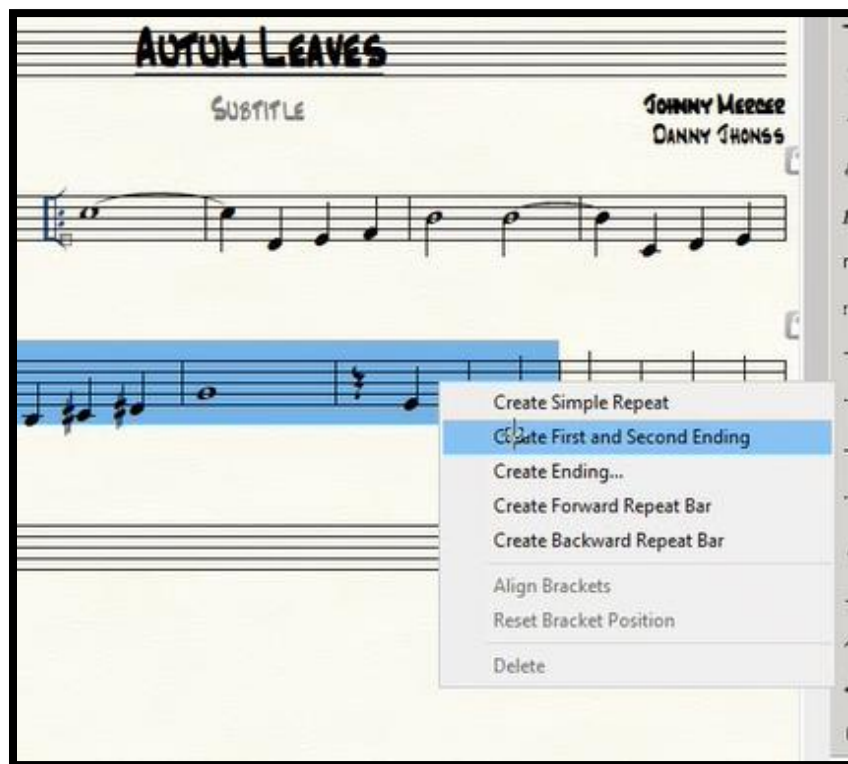 AUTUM LEAVES
SUBTITLE
JOHNNY MERCER
DANNY JHONSS
Create Simple Repeat
Create First and Second Ending
Create Ending...
Create Forward Repeat Bar
Create Backward Repeat Bar
Align Brackets
Reset Bracket Position
Delete